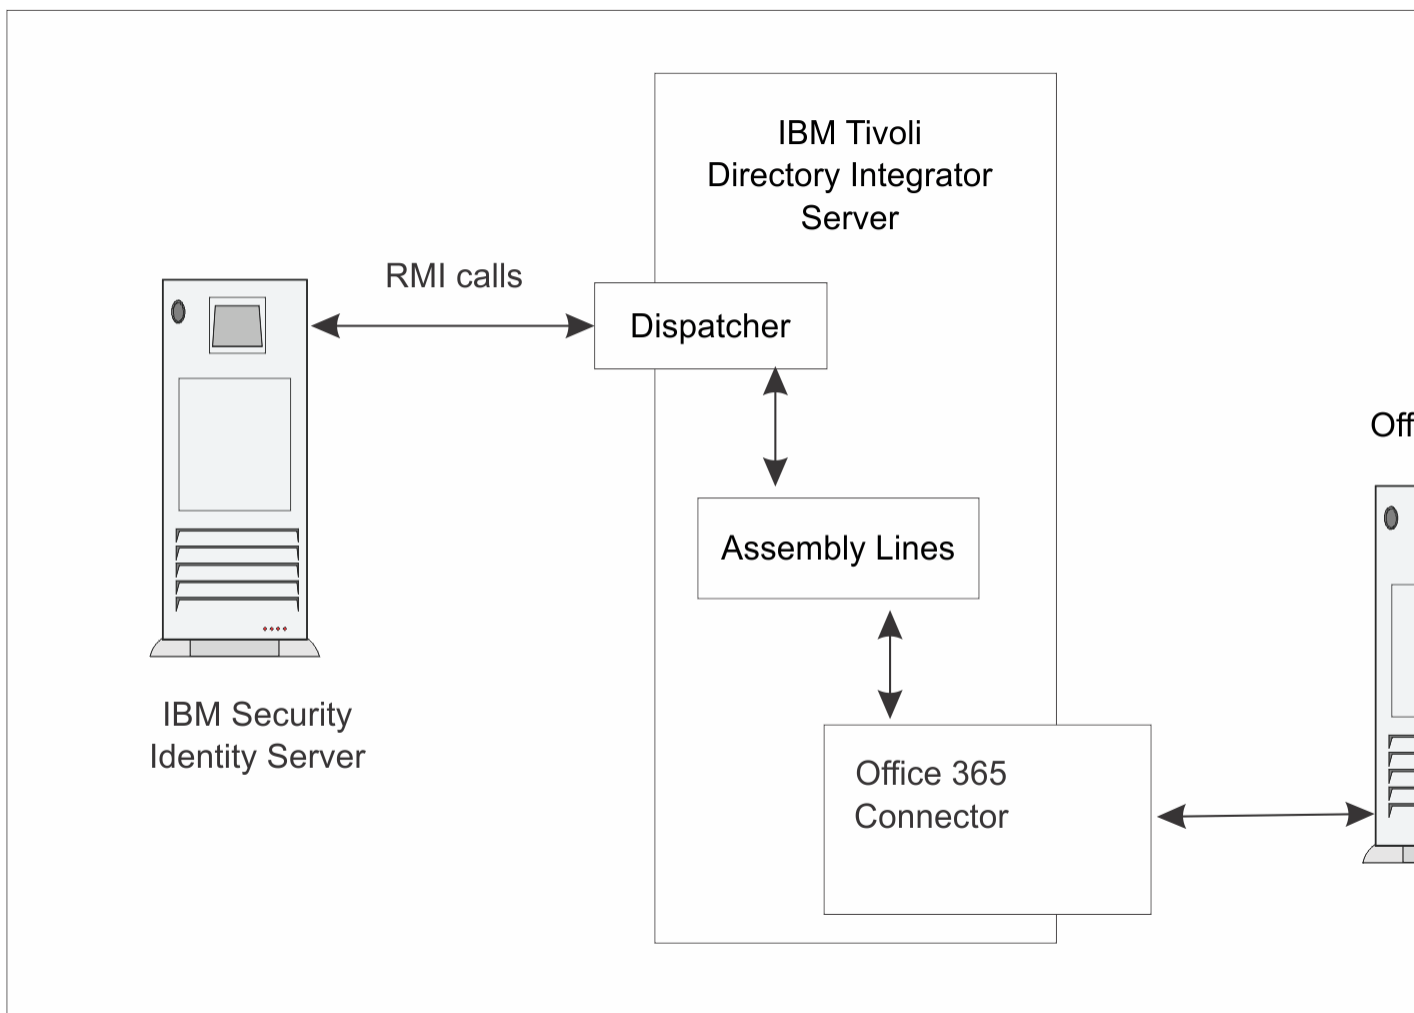 IBM Tivoli
Directory Integrator
Server
RMI calls
Dispatcher
Assembly Lines
IBM Security
Identity Server
Office 365
Connector